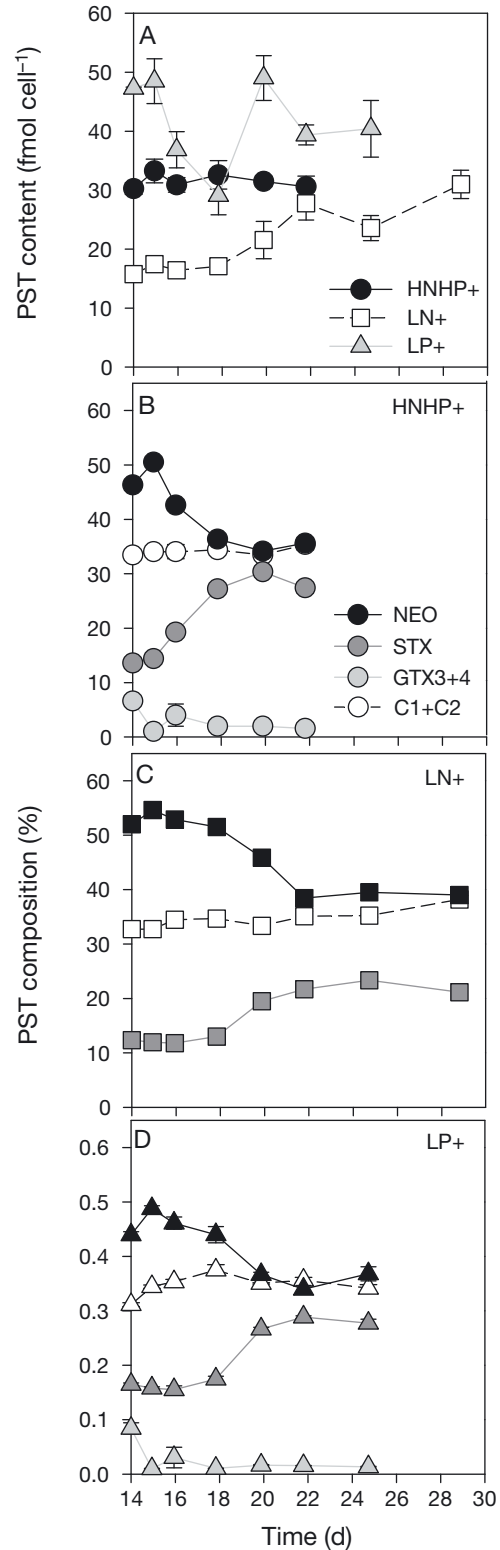 PST content (fmol cell⁻¹)
A
60
50
40
30
20
10
0
HNHP+
LN+
LP+
B
HNHP+
60
50
40
30
20
10
0
NEO
STX
GTX3+4
C1+C2
PST composition (%)
C
LN+
60
50
40
30
20
10
0
D
LP+
0.6
0.5
0.4
0.3
0.2
0.1
0.0
14 16 18 20 22 24 26 28 30
Time (d)